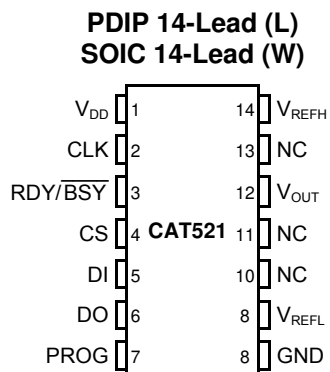 PDIP 14-Lead (L)
SOIC 14-Lead (W)
VDD 1 14 VREFH
CLK 2 13 NC
RDY/BSY 3 12 VOUT
CS 4 CAT521 11 NC
DI 5 10 NC
DO 6 8 VREFL
PROG 7 8 GND